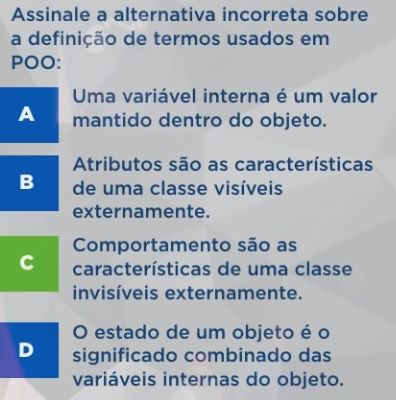 Assinale a alternativa incorreta sobre
a definição de termos usados em
POO:
A
Uma variável interna é um valor
mantido dentro do objeto.
B
Atributos são as características
de uma classe visíveis
externamente.
C
Comportamento são as
características de uma classe
invisíveis externamente.
D
O estado de um objeto é o
significado combinado das
variáveis internas do objeto.